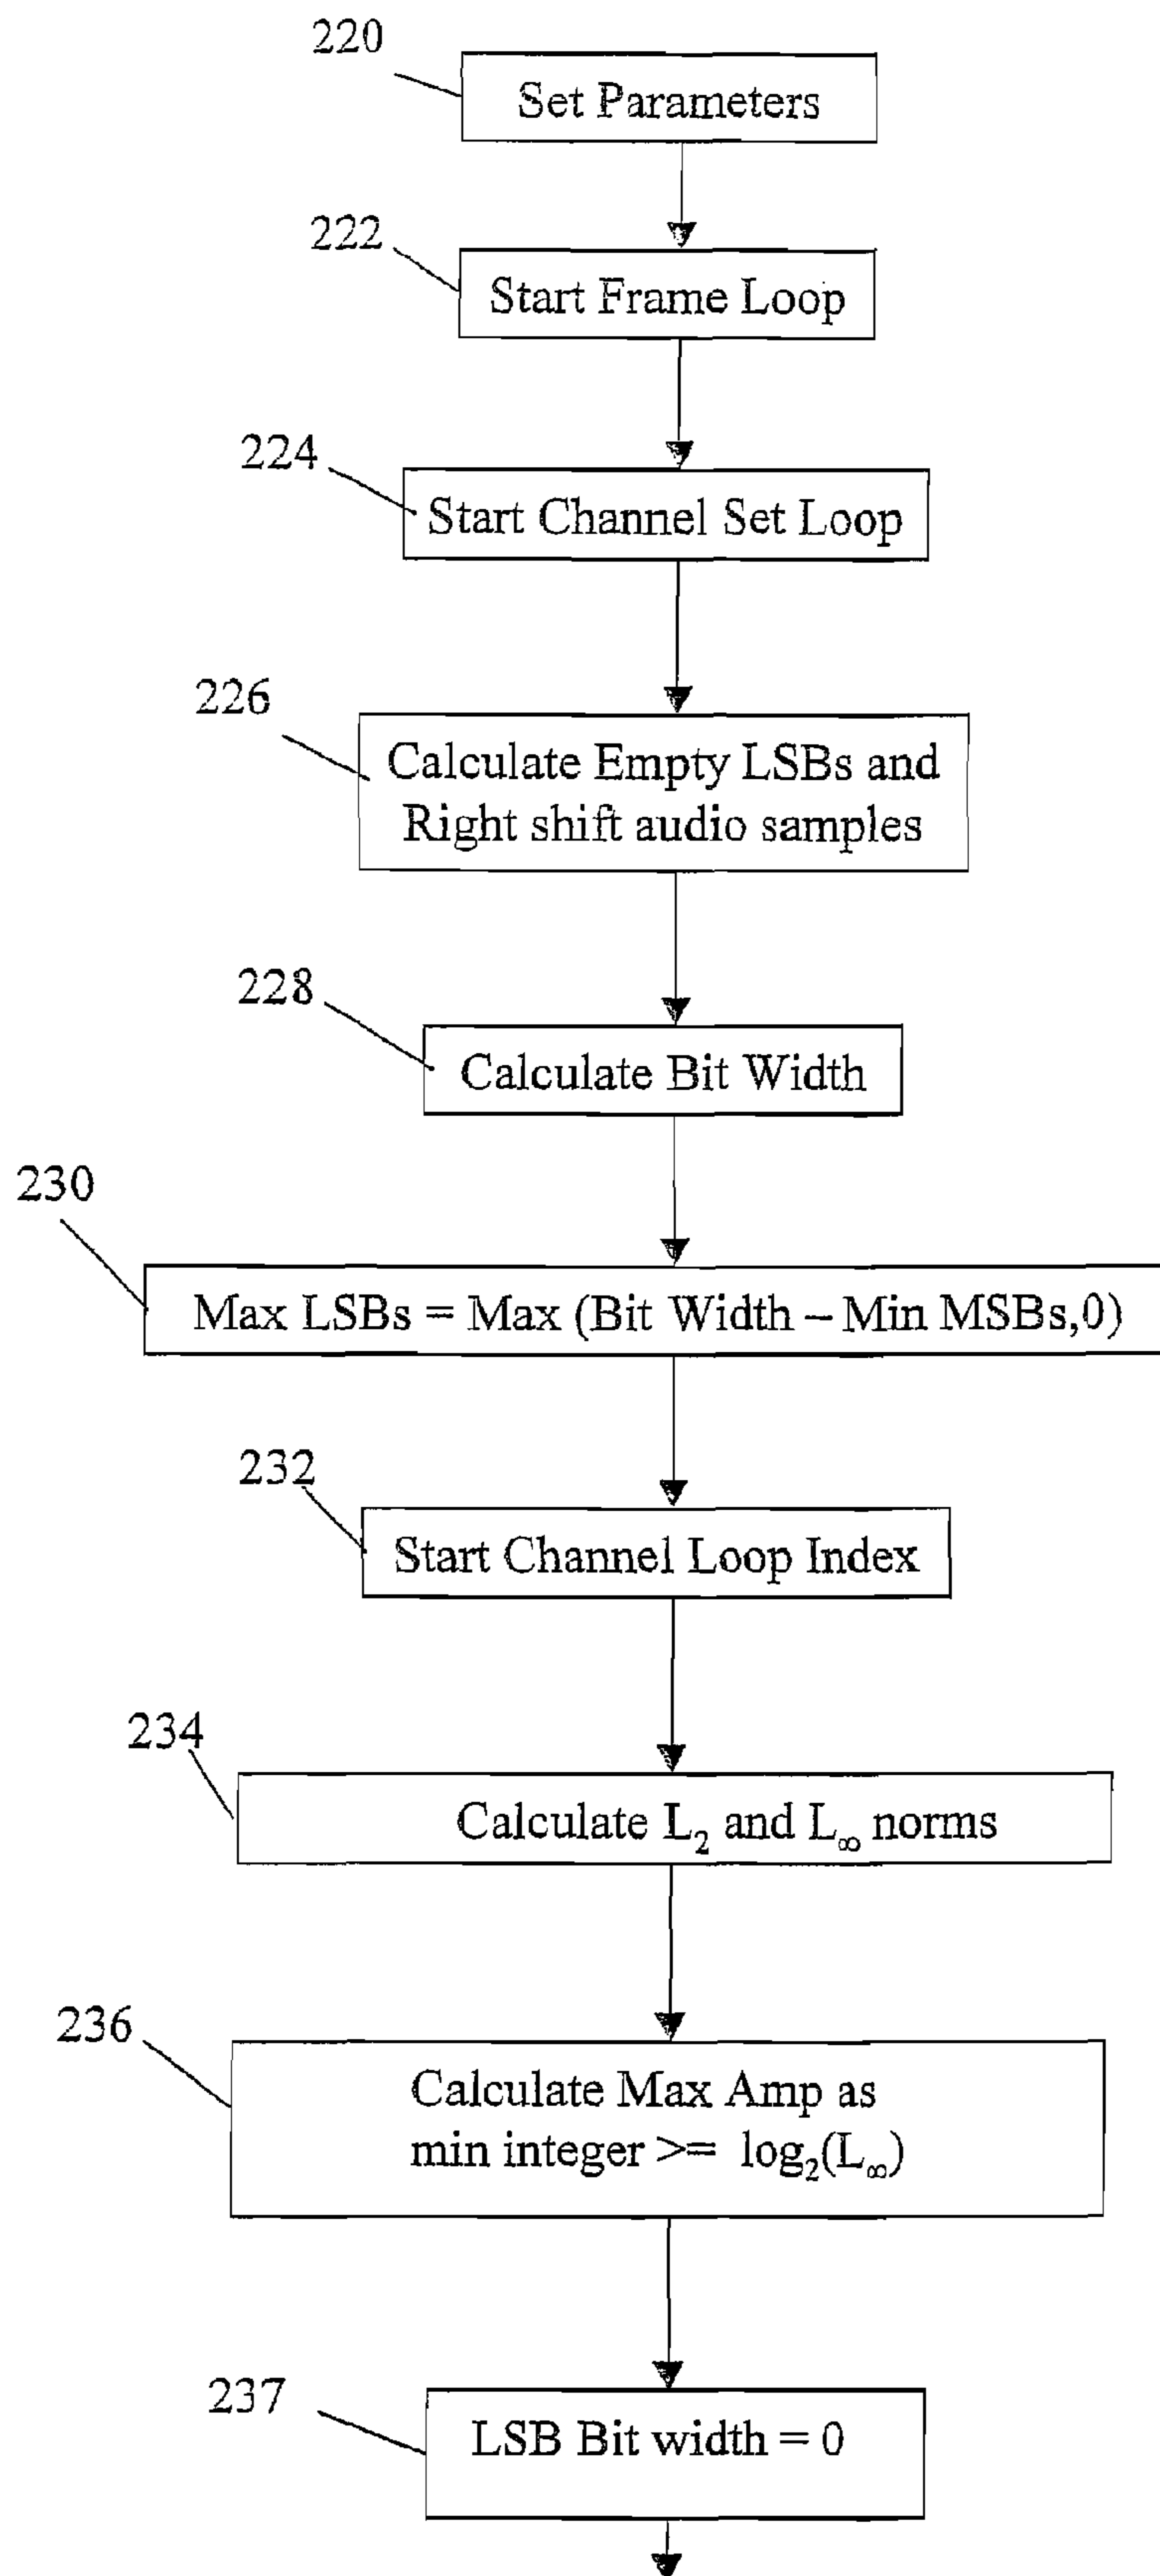 220
Set Parameters
222
Start Frame Loop
224
Start Channel Set Loop
226
Calculate Empty LSBs and
Right shift audio samples
228
Calculate Bit Width
230
Max LSBs = Max (Bit Width – Min MSBs,0)
232
Start Channel Loop Index
234
Calculate L₂ and L∞ norms
236
Calculate Max Amp as
min integer >= log₂(L∞)
237
LSB Bit width = 0